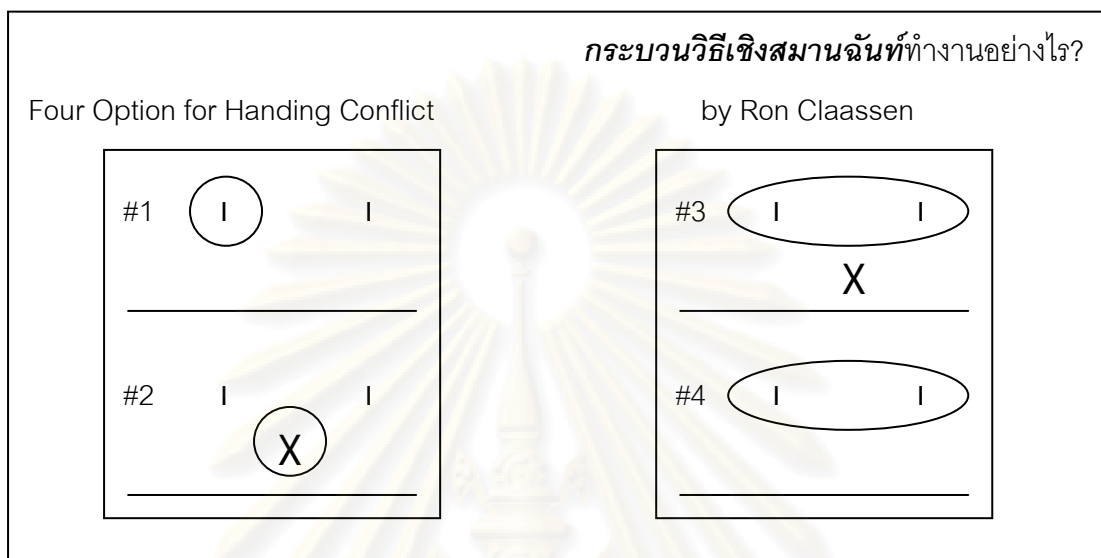 กระบวนวิธีเชิงสมานฉันท์ทำงานอย่างไร?
Four Option for Handing Conflict
by Ron Claassen
#1 I I
#2 I I
X
#3 I I
X
#4 I I